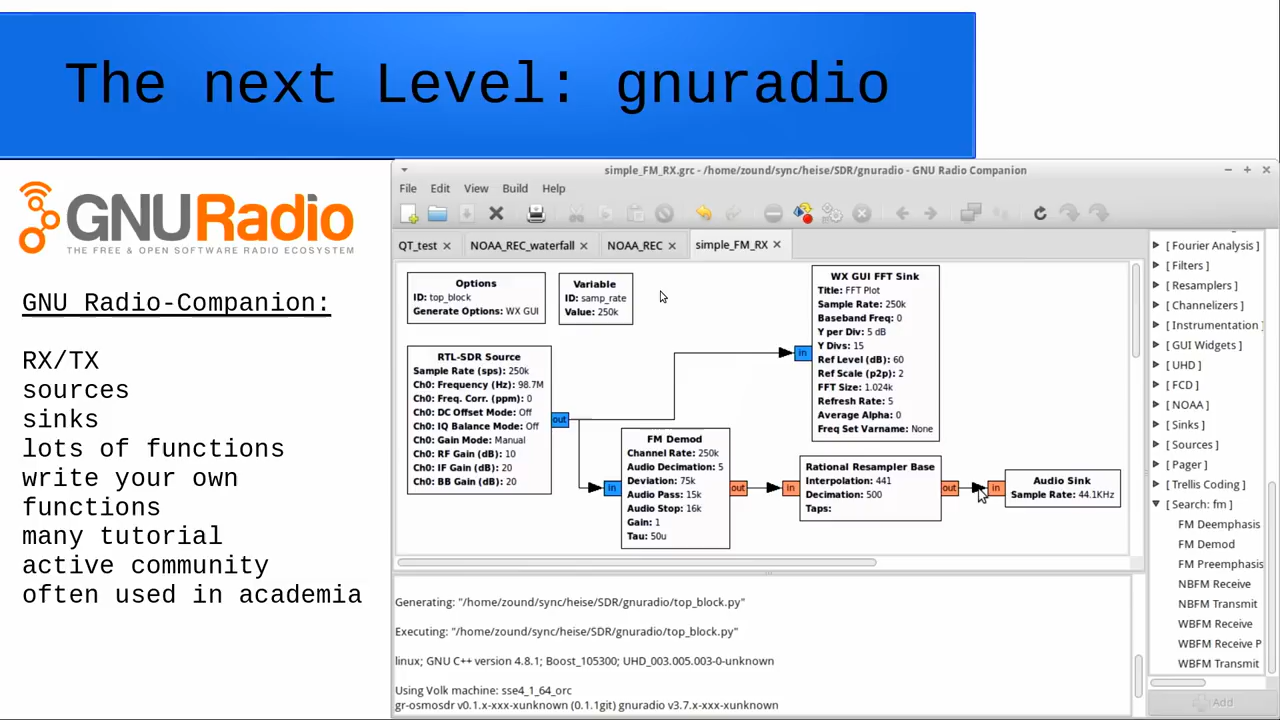 The next Level: gnuradio
GNURadio
THE FREE & OPEN SOFTWARE RADIO ECOSYSTEM
GNU Radio-Companion:
RX/TX
sources
sinks
lots of functions
write your own
functions
many tutorial
active community
often used in academia
simple_FM_RX.grc - /home/zound/sync/heise/SDR/gnuradio - GNU Radio Companion
File Edit View Build Help
QT_test NOAA_REC_waterfall NOAA_REC simple_FM_RX
Options
ID: top_block
Generate Options: WX GUI
Variable
ID: samp_rate
Value: 250k
WX GUI FFT Sink
Title: FFT Plot
Sample Rate: 250k
Baseband Freq: 0
Y per Div: 5 dB
Y Divs: 15
Ref Level (dB): 60
Ref Scale (p2p): 2
FFT Size: 1.024k
Refresh Rate: 5
Average Alpha: 0
Freq Set Varname: None
in
RTL-SDR Source
Sample Rate (sps): 250k
Ch0: Frequency (Hz): 98.7M
Ch0: Freq. Corr. (ppm): 0
Ch0: DC Offset Mode: Off
Ch0: IQ Balance Mode: Off
Ch0: Gain Mode: Manual
Ch0: RF Gain (dB): 10
Ch0: IF Gain (dB): 20
Ch0: BB Gain (dB): 20
out
in
FM Demod
Channel Rate: 250k
Audio Decimation: 5
Deviation: 75k
Audio Pass: 15k
Audio Stop: 16k
Gain: 1
Tau: 50u
out
in
Rational Resampler Base
Interpolation: 441
Decimation: 500
Taps:
out
in
Audio Sink
Sample Rate: 44.1KHz
[ Fourier Analysis ]
[ Filters ]
[ Resamplers ]
[ Channelizers ]
[ Instrumentation ]
[ GUI Widgets ]
[ UHD ]
[ FCD ]
[ NOAA ]
[ Sinks ]
[ Sources ]
[ Pager ]
[ Trellis Coding ]
[ Search: fm ]
FM Deemphasis
FM Demod
FM Preemphasis
NBFM Receive
NBFM Transmit
WBFM Receive
WBFM Receive P
WBFM Transmit
Add
Generating: "/home/zound/sync/heise/SDR/gnuradio/top_block.py"
Executing: "/home/zound/sync/heise/SDR/gnuradio/top_block.py"
linux; GNU C++ version 4.8.1; Boost_105300; UHD_003.005.003-0-unknown
Using Volk machine: sse4_1_64_orc
gr-osmosdr v0.1.x-xxx-xunknown (0.1.1git) gnuradio v3.7.x-xxx-xunknown